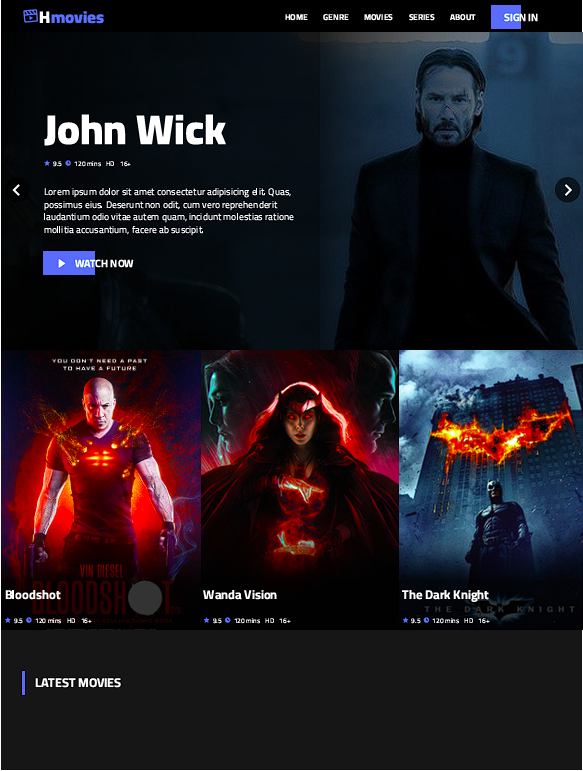 Hmovies
HOME GENRE MOVIES SERIES ABOUT SIGN IN
9
John Wick
9.5 120 mins HD 16+
Lorem ipsum dolor sit amet consectetur adipisicing elit. Quas,
possimus eius. Deserunt non odit, cum vero reprehenderit
laudantium odio vitae autem quam, incidunt molestias ratione
mollitia accusantium, facere ab suscipit.
WATCH NOW
YOU DON'T NEED A PAST
TO HAVE A FUTURE
VIN DIESEL
BLOODSH T
Bloodshot
9.5 120 mins HD 16+
Wanda Vision
9.5 120 mins HD 16+
The Dark Knight
THE DARK KNIGHT
9.5 120 mins HD 16+
LATEST MOVIES